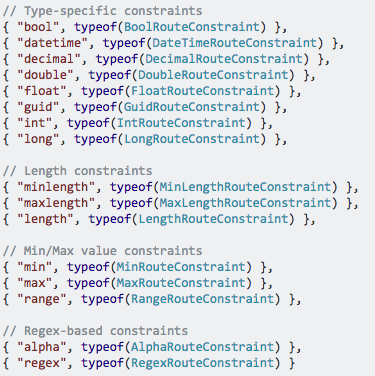 // Type-specific constraints
{ "bool", typeof(BoolRouteConstraint) },
{ "datetime", typeof(DateTimeRouteConstraint) },
{ "decimal", typeof(DecimalRouteConstraint) },
{ "double", typeof(DoubleRouteConstraint) },
{ "float", typeof(FloatRouteConstraint) },
{ "guid", typeof(GuidRouteConstraint) },
{ "int", typeof(IntRouteConstraint) },
{ "long", typeof(LongRouteConstraint) },
// Length constraints
{ "minlength", typeof(MinLengthRouteConstraint) },
{ "maxlength", typeof(MaxLengthRouteConstraint) },
{ "length", typeof(LengthRouteConstraint) },
// Min/Max value constraints
{ "min", typeof(MinRouteConstraint) },
{ "max", typeof(MaxRouteConstraint) },
{ "range", typeof(RangeRouteConstraint) },
// Regex-based constraints
{ "alpha", typeof(AlphaRouteConstraint) },
{ "regex", typeof(RegexRouteConstraint) }